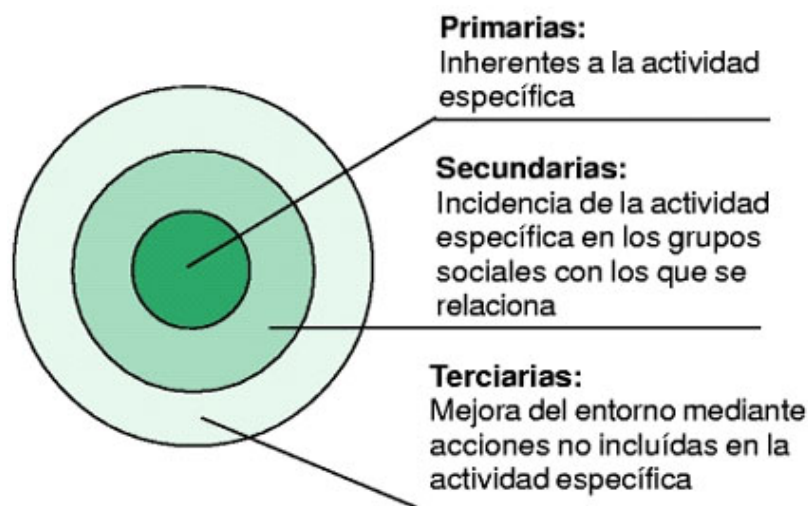 Primarias:
Inherentes a la actividad
específica
Secundarias:
Incidencia de la actividad
específica en los grupos
sociales con los que se
relaciona
Terciarias:
Mejora del entorno mediante
acciones no incluídas en la
actividad específica